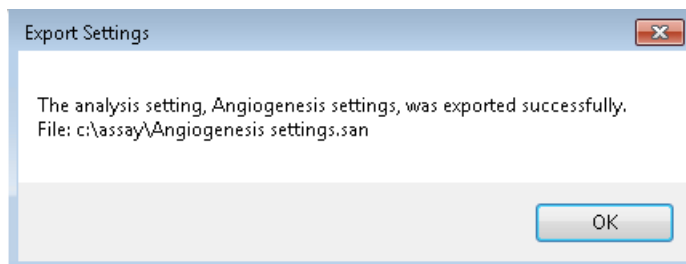 Export Settings
The analysis setting, Angiogenesis settings, was exported successfully.
File: c:\assay\Angiogenesis settings.san
OK